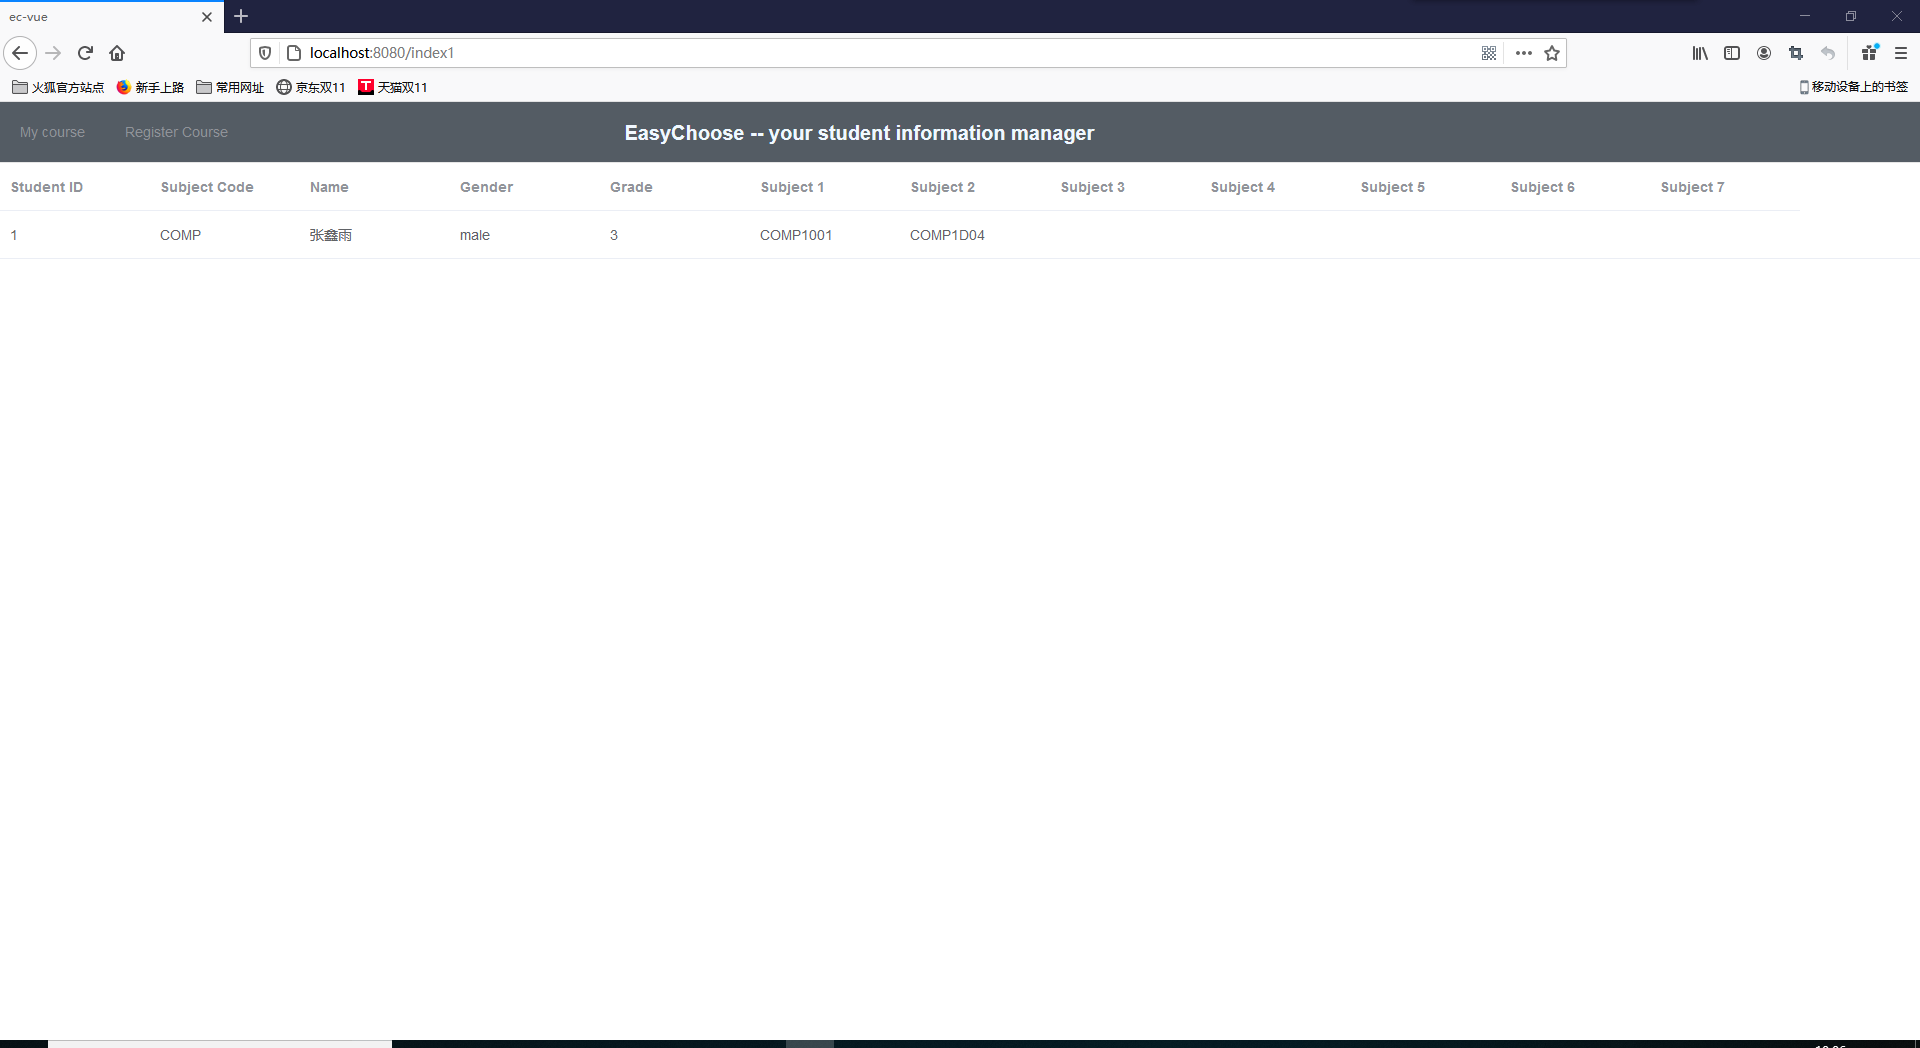 ec-vue
localhost:8080/index1
火狐官方站点 新手上路 常用网址 京东双11 天猫双11 移动设备上的书签
My course Register Course EasyChoose -- your student information manager
Student ID Subject Code Name Gender Grade Subject 1 Subject 2 Subject 3 Subject 4 Subject 5 Subject 6 Subject 7
1 COMP 张鑫雨 male 3 COMP1001 COMP1D04